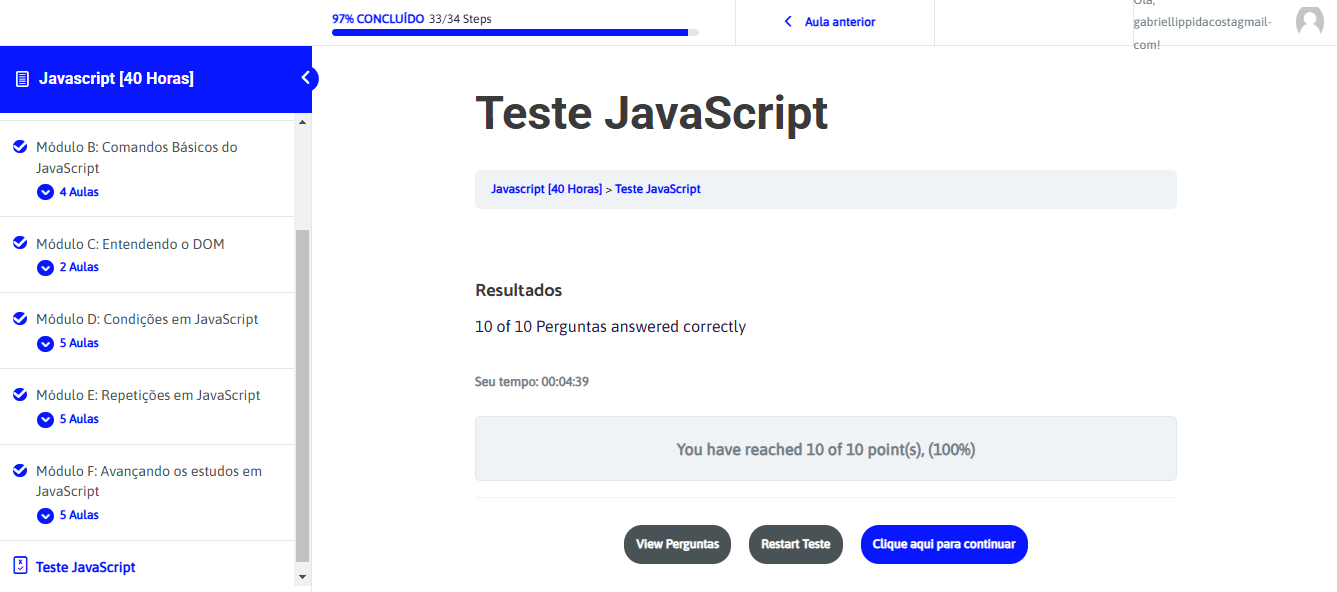 97% CONCLUÍDO 33/34 Steps
Aula anterior
Olá,
gabriellippidacostagmail-
com!
Javascript [40 Horas]
Módulo B: Comandos Básicos do
JavaScript
4 Aulas
Módulo C: Entendendo o DOM
2 Aulas
Módulo D: Condições em JavaScript
5 Aulas
Módulo E: Repetições em JavaScript
5 Aulas
Módulo F: Avançando os estudos em
JavaScript
5 Aulas
Teste JavaScript
Teste JavaScript
Javascript [40 Horas] > Teste JavaScript
Resultados
10 of 10 Perguntas answered correctly
Seu tempo: 00:04:39
You have reached 10 of 10 point(s), (100%)
View Perguntas
Restart Teste
Clique aqui para continuar